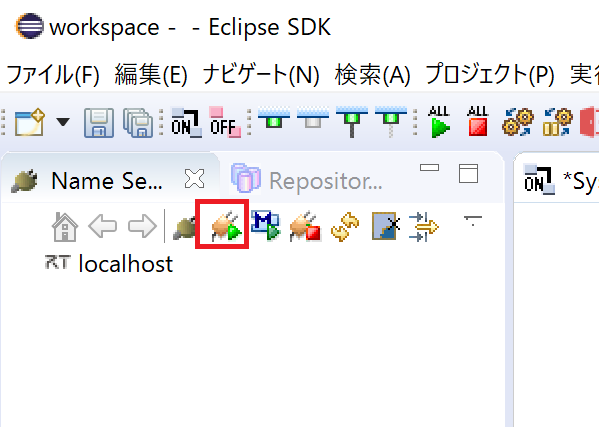 workspace - - Eclipse SDK
ファイル(F) 編集(E) ナビゲート(N) 検索(A) プロジェクト(P) 実
ON OFF ALL ALL
Name Se... Repositor... ON *Sy
RT localhost